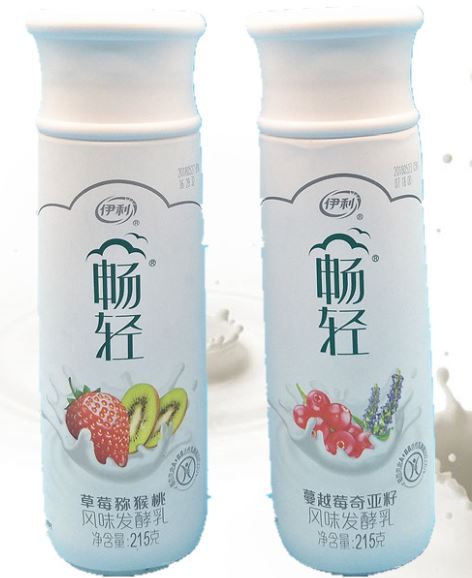 伊利
®
畅轻
®
草莓猕猴桃
风味发酵乳
净含量:215克
伊利
®
畅轻
®
蔓越莓奇亚籽
风味发酵乳
净含量:215克